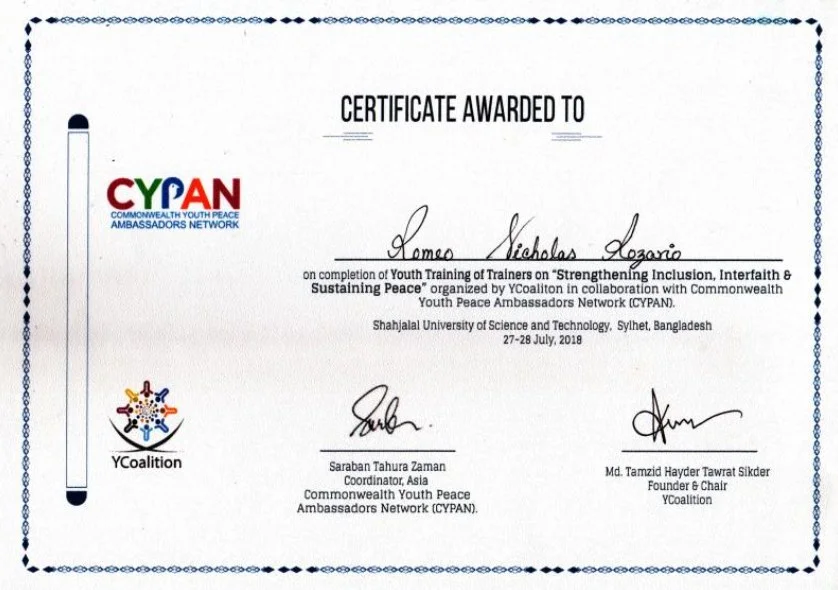 CERTIFICATE AWARDED TO
CYPAN
COMMONWEALTH YOUTH PEACE
AMBASSADORS NETWORK
Romeo Nicholas Rozario
on completion of Youth Training of Trainers on “Strengthening Inclusion, Interfaith &
Sustaining Peace” organized by YCoaliton in collaboration with Commonwealth
Youth Peace Ambassadors Network (CYPAN).
Shahjalal University of Science and Technology, Sylhet, Bangladesh
27-28 July, 2018
YCoalition
Saraban Tahura Zaman
Coordinator, Asia
Commonwealth Youth Peace
Ambassadors Network (CYPAN).
Md. Tamzid Hayder Tawrat Sikder
Founder & Chair
YCoalition